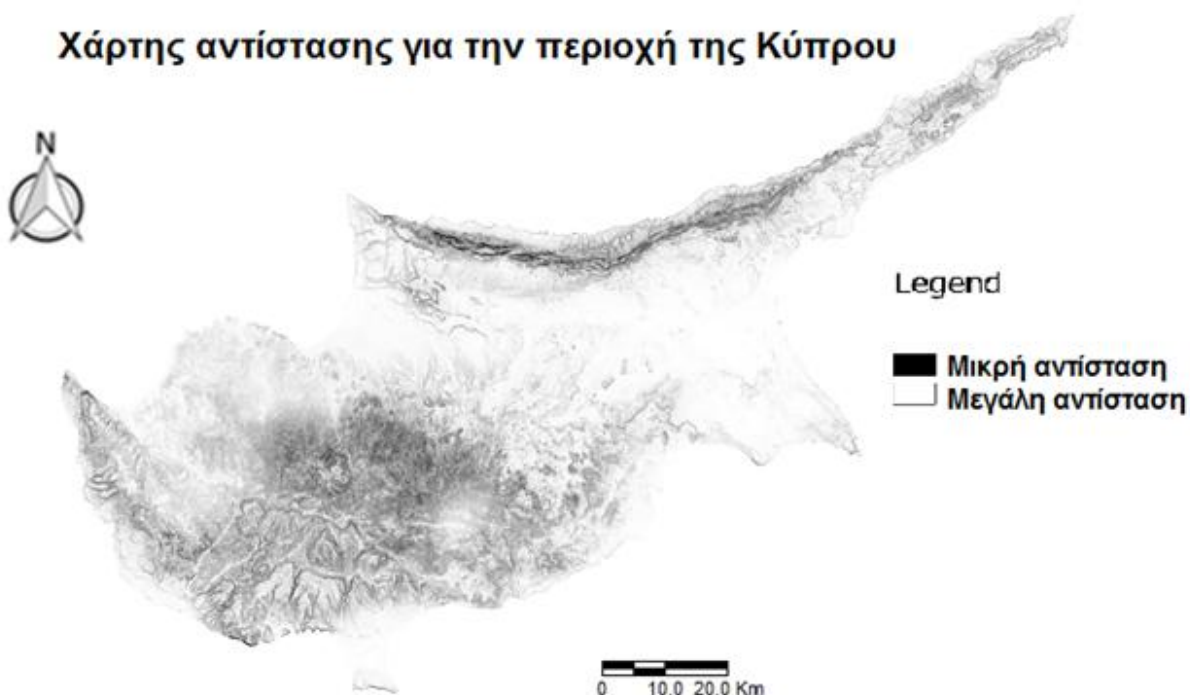 Χάρτης αντίστασης για την περιοχή της Κύπρου
N
Legend
Μικρή αντίσταση
Μεγάλη αντίσταση
0 10.0 20.0 Km